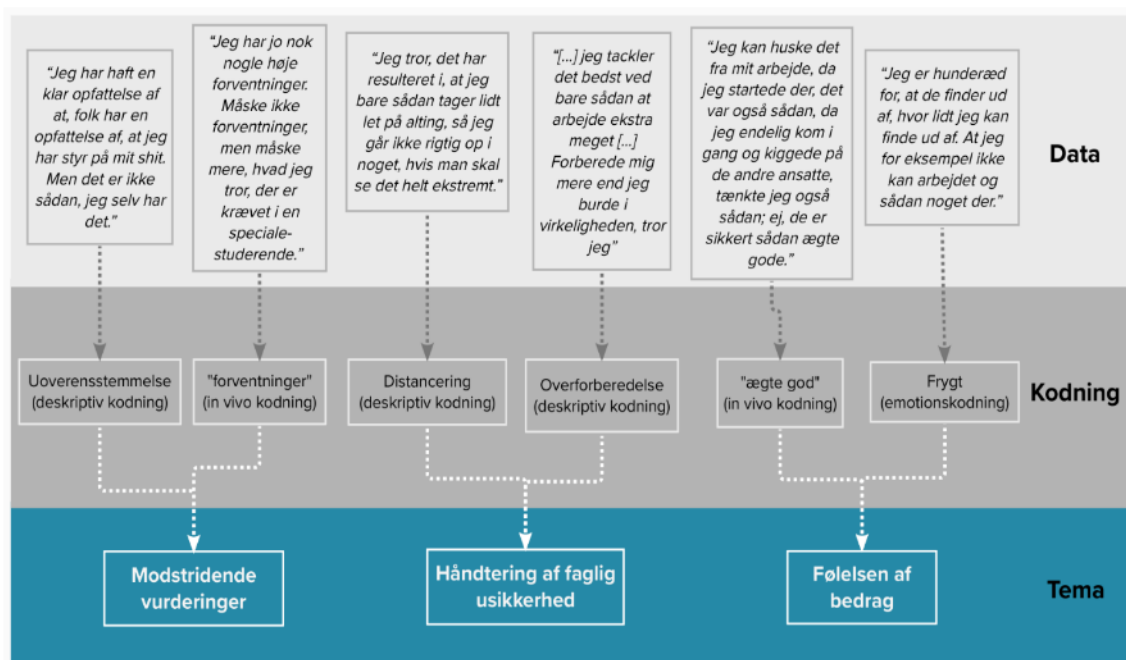 "Jeg har haft en
klar opfattelse af
at, folk har en
opfattelse af, at jeg
har styr på mit shit.
Men det er ikke
sådan, jeg selv har
det."
"Jeg har jo nok
nogle høje
forventninger.
Måske ikke
forventninger,
men måske
mere, hvad jeg
tror, der er
krævet i en
speciale-
studerende."
"Jeg tror, det har
resulteret i, at jeg
bare sådan tager lidt
let på alting, så jeg
går ikke rigtig op i
noget, hvis man skal
se det helt ekstremt."
"[...] jeg tackler
det bedst ved
bare sådan at
arbejde ekstra
meget [...]
Forberede mig
mere end jeg
burde i
virkeligheden, tror
jeg"
"Jeg kan huske det
fra mit arbejde, da
jeg startede der, det
var også sådan, da
jeg endelig kom i
gang og kiggede på
de andre ansatte,
tænkte jeg også
sådan; ej, de er
sikkert sådan ægte
gode."
"Jeg er hunderæd
for, at de finder ud
af, hvor lidt jeg kan
finde ud af. At jeg
for eksempel ikke
kan arbejdet og
sådan noget der."
Data
Uoverensstemmelse
(deskriptiv kodning)
"forventninger"
(in vivo kodning)
Distancering
(deskriptiv kodning)
Overforberedelse
(deskriptiv kodning)
"ægte god"
(in vivo kodning)
Frygt
(emotionskodning)
Kodning
Modstridende
vurderinger
Håndtering af faglig
usikkerhed
Følelsen af
bedrag
Tema